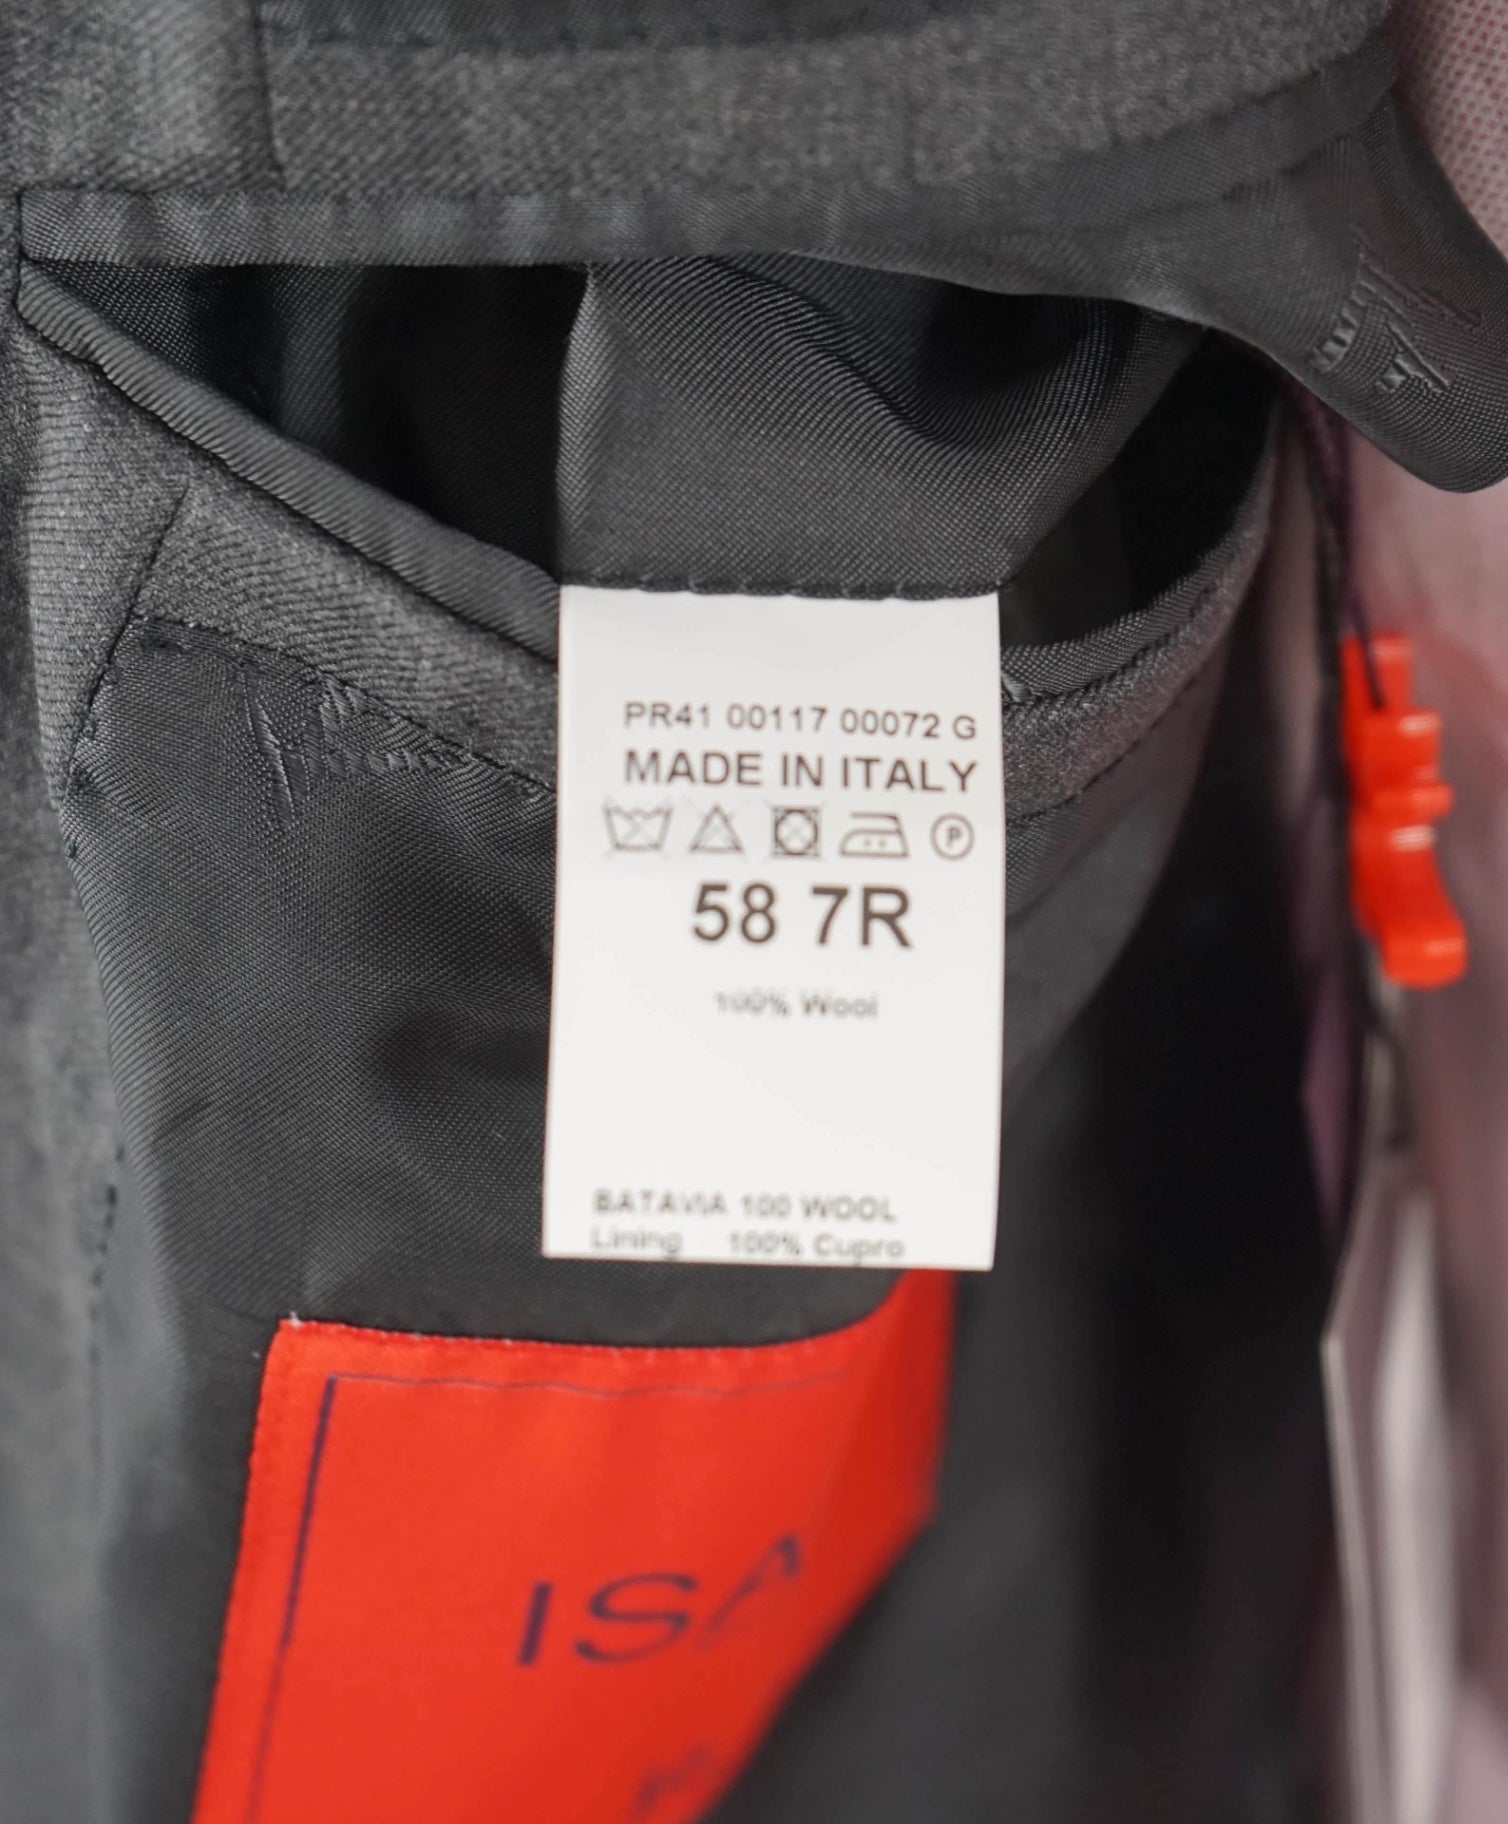 PR41 00117 00072 G
MADE IN ITALY
P
58 7R
100% Wool
BATAVIA 100 WOOL
Lining 100% Cupro
ISA